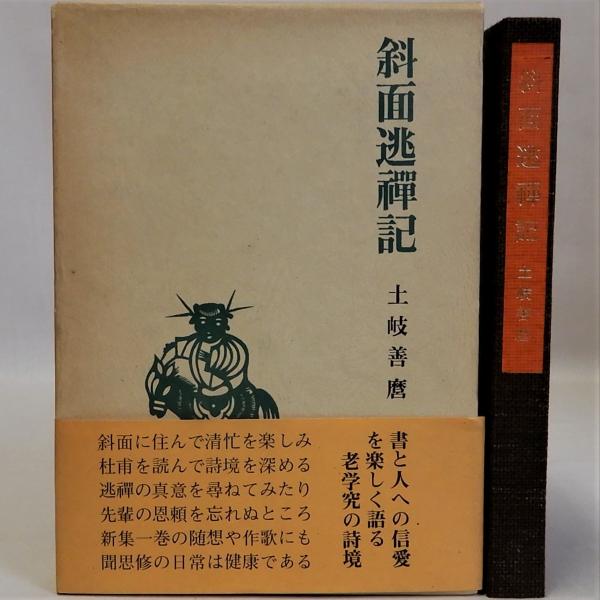 斜面逃禪記
土岐善麿
書と人への信愛
を楽しく語る
老学究の詩境
斜面に住んで清忙を楽しみ
杜甫を読んで詩境を深める
逃禪の真意を尋ねてみたり
先輩の恩頼を忘れぬところ
新集一巻の随想や作歌にも
聞思修の日常は健康である
斜面逃禪記
土岐善麿